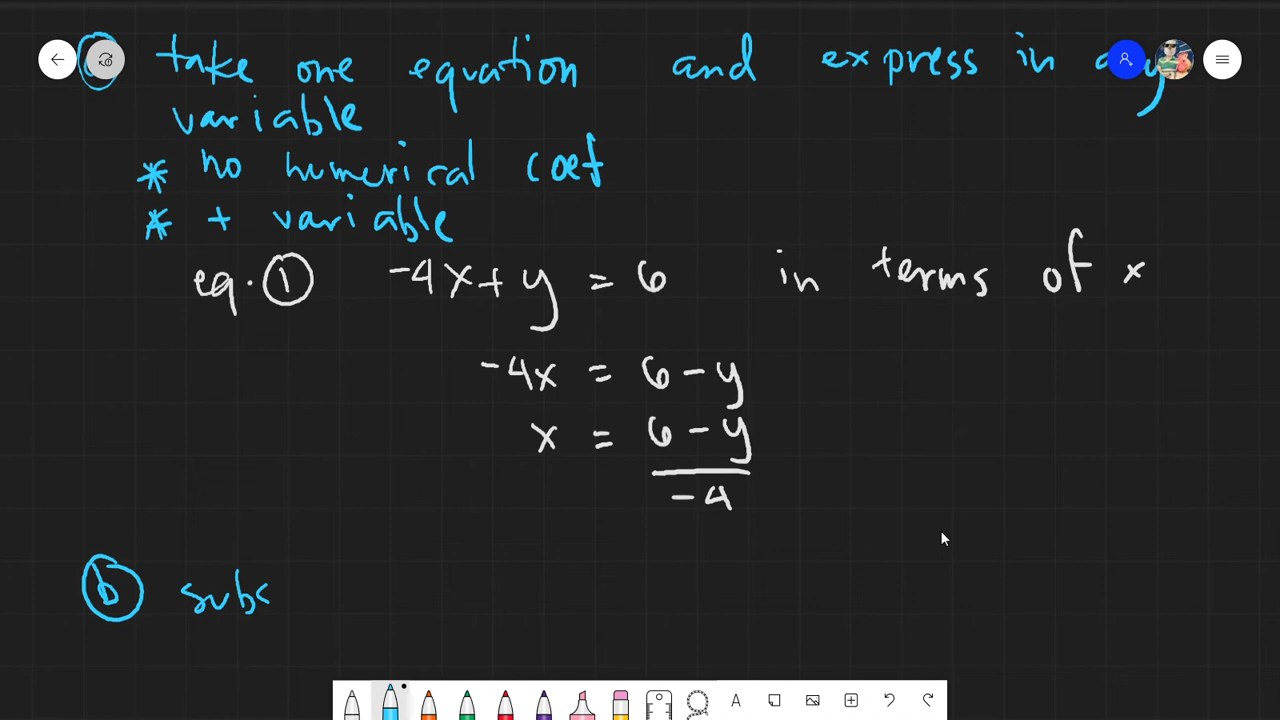 take one equation and express in any
variable
* no numerical coef
* + variable
eq. ① -4x + y = 6 in terms of x
-4x = 6 - y
x = 6 - y
-4
ⓑ subs
A